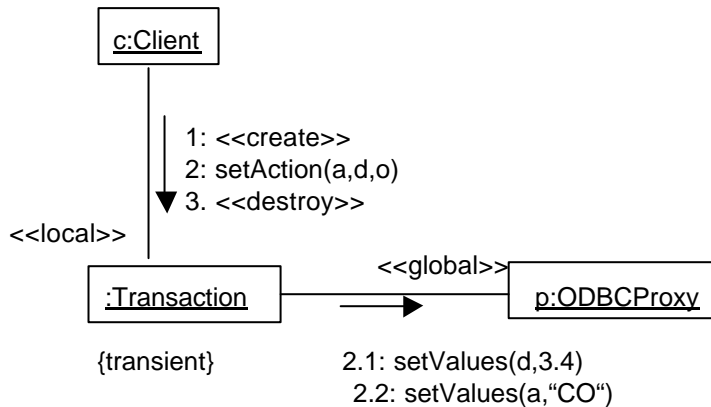 c:Client
1: <<create>>
2: setAction(a,d,o)
3. <<destroy>>
<<local>>
<<global>>
:Transaction
p:ODBCProxy
{transient}
2.1: setValues(d,3.4)
2.2: setValues(a,“CO“)